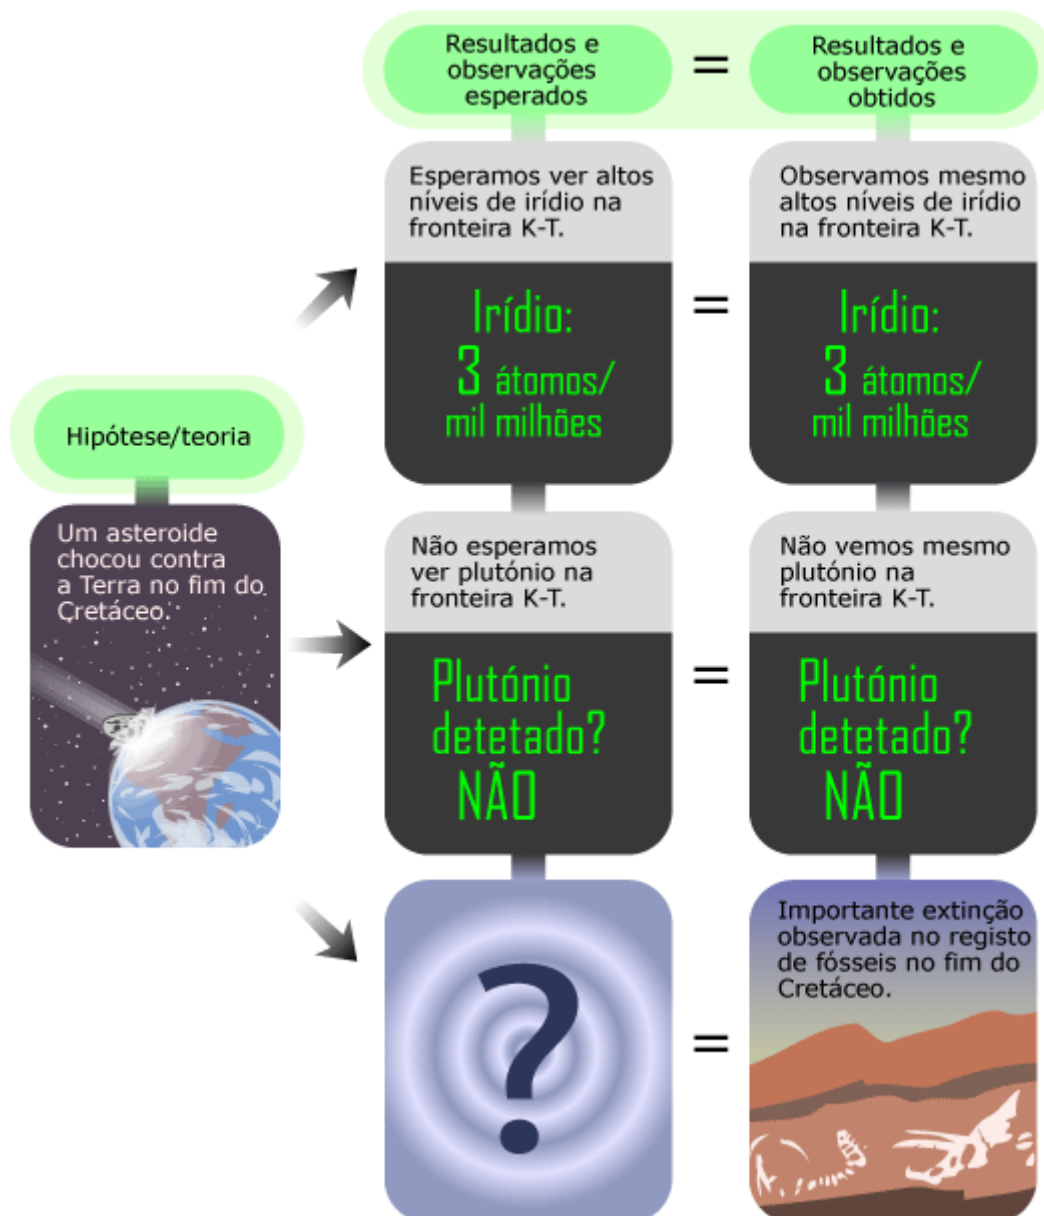 Resultados e
observações
esperados
=
Resultados e
observações
obtidos
Esperamos ver altos
níveis de irídio na
fronteira K-T.
Irídio:
3 átomos/
mil milhões
=
Observamos mesmo
altos níveis de irídio
na fronteira K-T.
Irídio:
3 átomos/
mil milhões
Hipótese/teoria
Um asteroide
chocou contra
a Terra no fim do
Cretáceo.
Não esperamos
ver plutónio na
fronteira K-T.
Plutónio
detetado?
NÃO
=
Não vemos mesmo
plutónio na
fronteira K-T.
Plutónio
detetado?
NÃO
?
=
Importante extinção
observada no registo
de fósseis no fim do
Cretáceo.